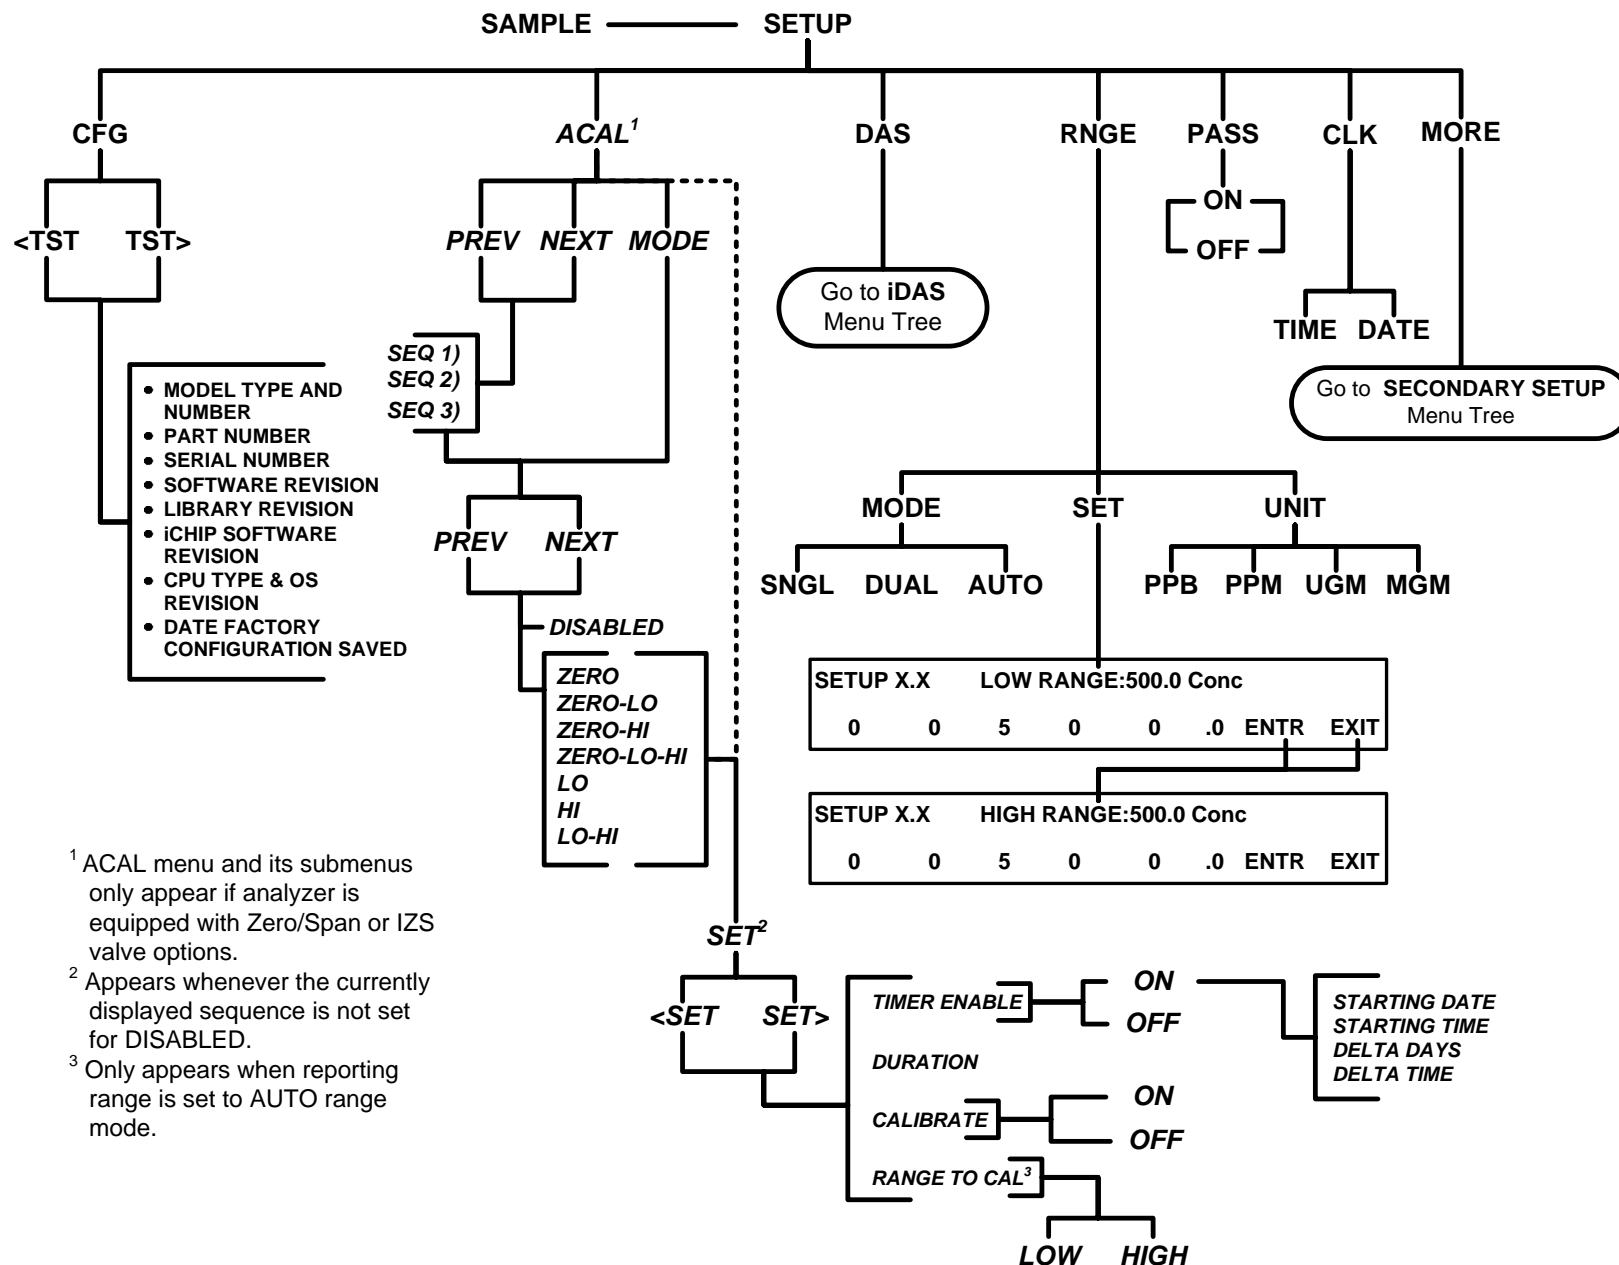 SAMPLE SETUP
CFG ACAL1 DAS RNGE PASS CLK MORE
<TST TST>
PREV NEXT MODE
ON
OFF
Go to iDAS
Menu Tree
TIME DATE
SEQ 1)
SEQ 2)
SEQ 3)
Go to SECONDARY SETUP
Menu Tree
• MODEL TYPE AND
NUMBER
• PART NUMBER
• SERIAL NUMBER
• SOFTWARE REVISION
• LIBRARY REVISION
• iCHIP SOFTWARE
REVISION
• CPU TYPE & OS
REVISION
• DATE FACTORY
CONFIGURATION SAVED
PREV NEXT
DISABLED
ZERO
ZERO-LO
ZERO-HI
ZERO-LO-HI
LO
HI
LO-HI
MODE SET UNIT
SNGL DUAL AUTO
PPB PPM UGM MGM
SETUP X.X LOW RANGE:500.0 Conc
0 0 5 0 0 .0 ENTR EXIT
SETUP X.X HIGH RANGE:500.0 Conc
0 0 5 0 0 .0 ENTR EXIT
1 ACAL menu and its submenus
only appear if analyzer is
equipped with Zero/Span or IZS
valve options.
2 Appears whenever the currently
displayed sequence is not set
for DISABLED.
3 Only appears when reporting
range is set to AUTO range
mode.
SET2
<SET SET>
TIMER ENABLE
ON
OFF
STARTING DATE
STARTING TIME
DELTA DAYS
DELTA TIME
DURATION
CALIBRATE
ON
OFF
RANGE TO CAL3
LOW HIGH